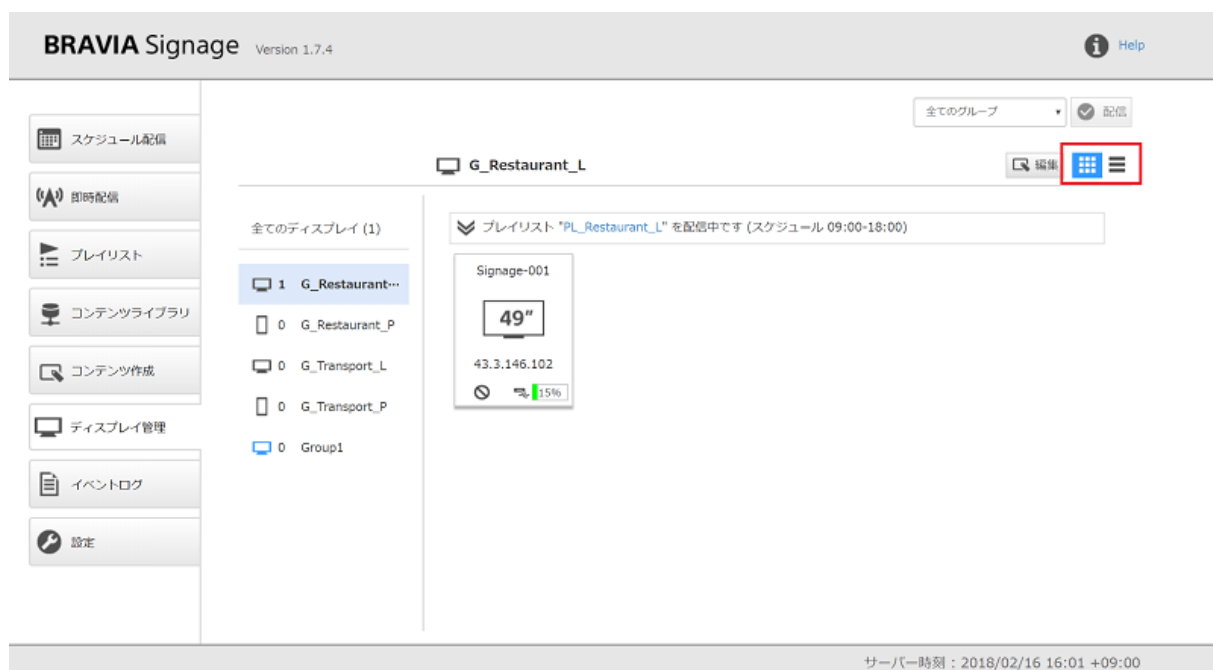 BRAVIA Signage Version 1.7.4
Help
全てのグループ
配信
スケジュール配信
即時配信
プレイリスト
コンテンツライブラリ
コンテンツ作成
ディスプレイ管理
イベントログ
設定
G_Restaurant_L
編集
全てのディスプレイ (1)
1 G_Restaurant…
0 G_Restaurant_P
0 G_Transport_L
0 G_Transport_P
0 Group1
プレイリスト "PL_Restaurant_L" を配信中です (スケジュール 09:00-18:00)
Signage-001
49"
43.3.146.102
15%
サーバー時刻 : 2018/02/16 16:01 +09:00